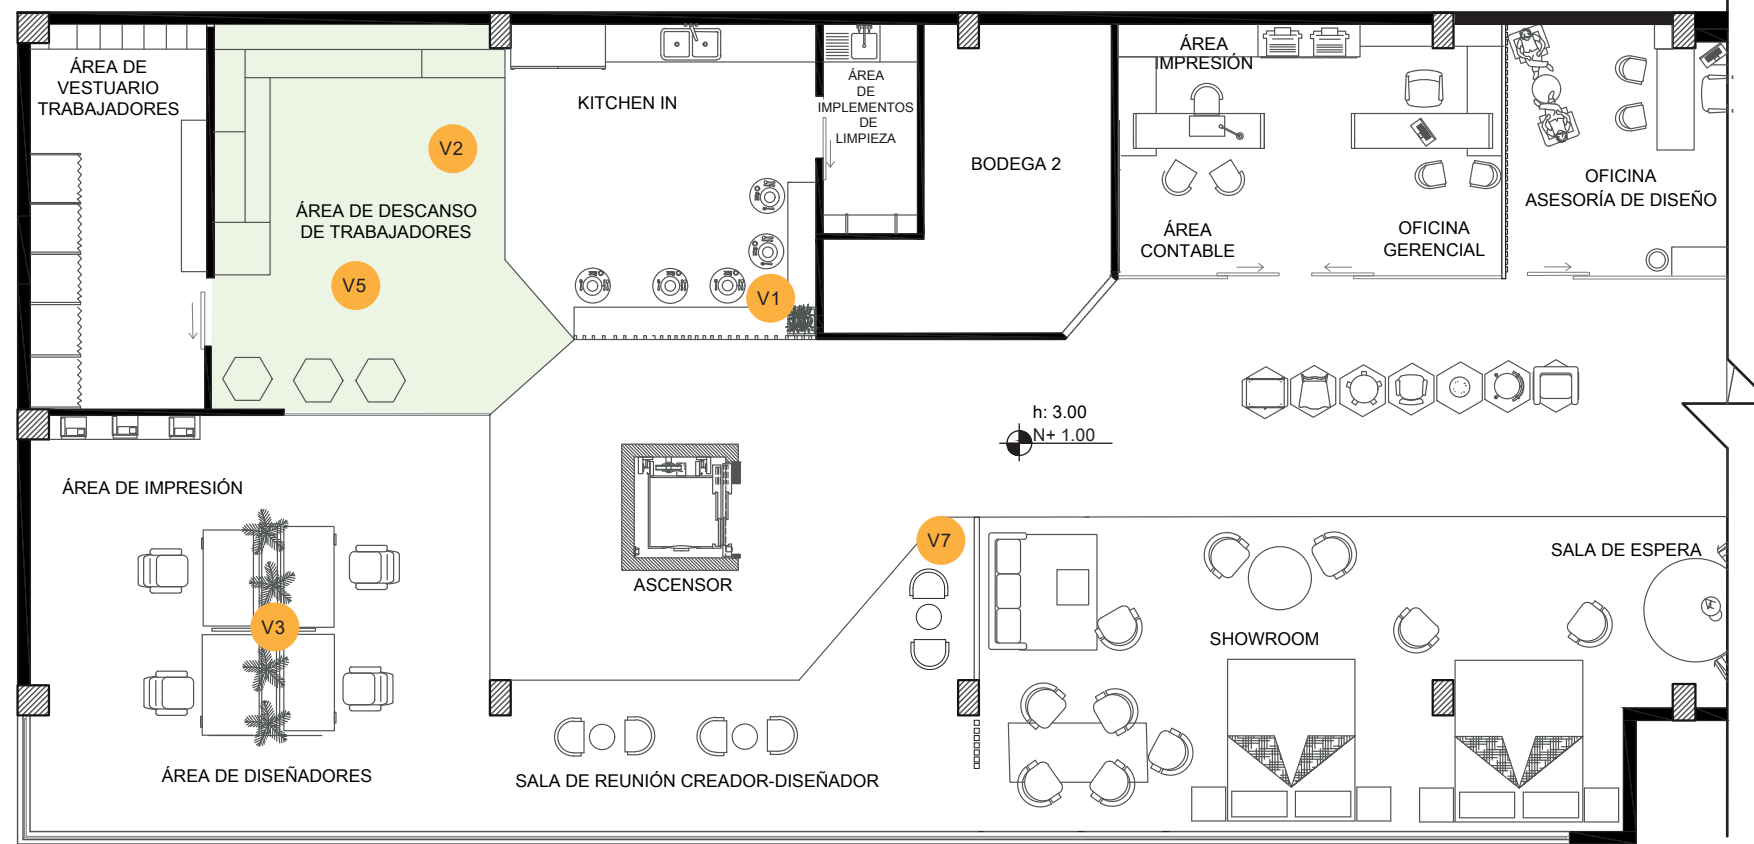 ÁREA DE
VESTUARIO
TRABAJADORES
V2
ÁREA DE DESCANSO
DE TRABAJADORES
V5
KITCHEN IN
V1
ÁREA
DE
IMPLEMENTOS
DE
LIMPIEZA
BODEGA 2
ÁREA
IMPRESIÓN
ÁREA
CONTABLE
OFICINA
GERENCIAL
OFICINA
ASESORÍA DE DISEÑO
h: 3.00
N+ 1.00
ÁREA DE IMPRESIÓN
V3
ÁREA DE DISEÑADORES
ASCENSOR
V7
SALA DE REUNIÓN CREADOR-DISEÑADOR
SHOWROOM
SALA DE ESPERA